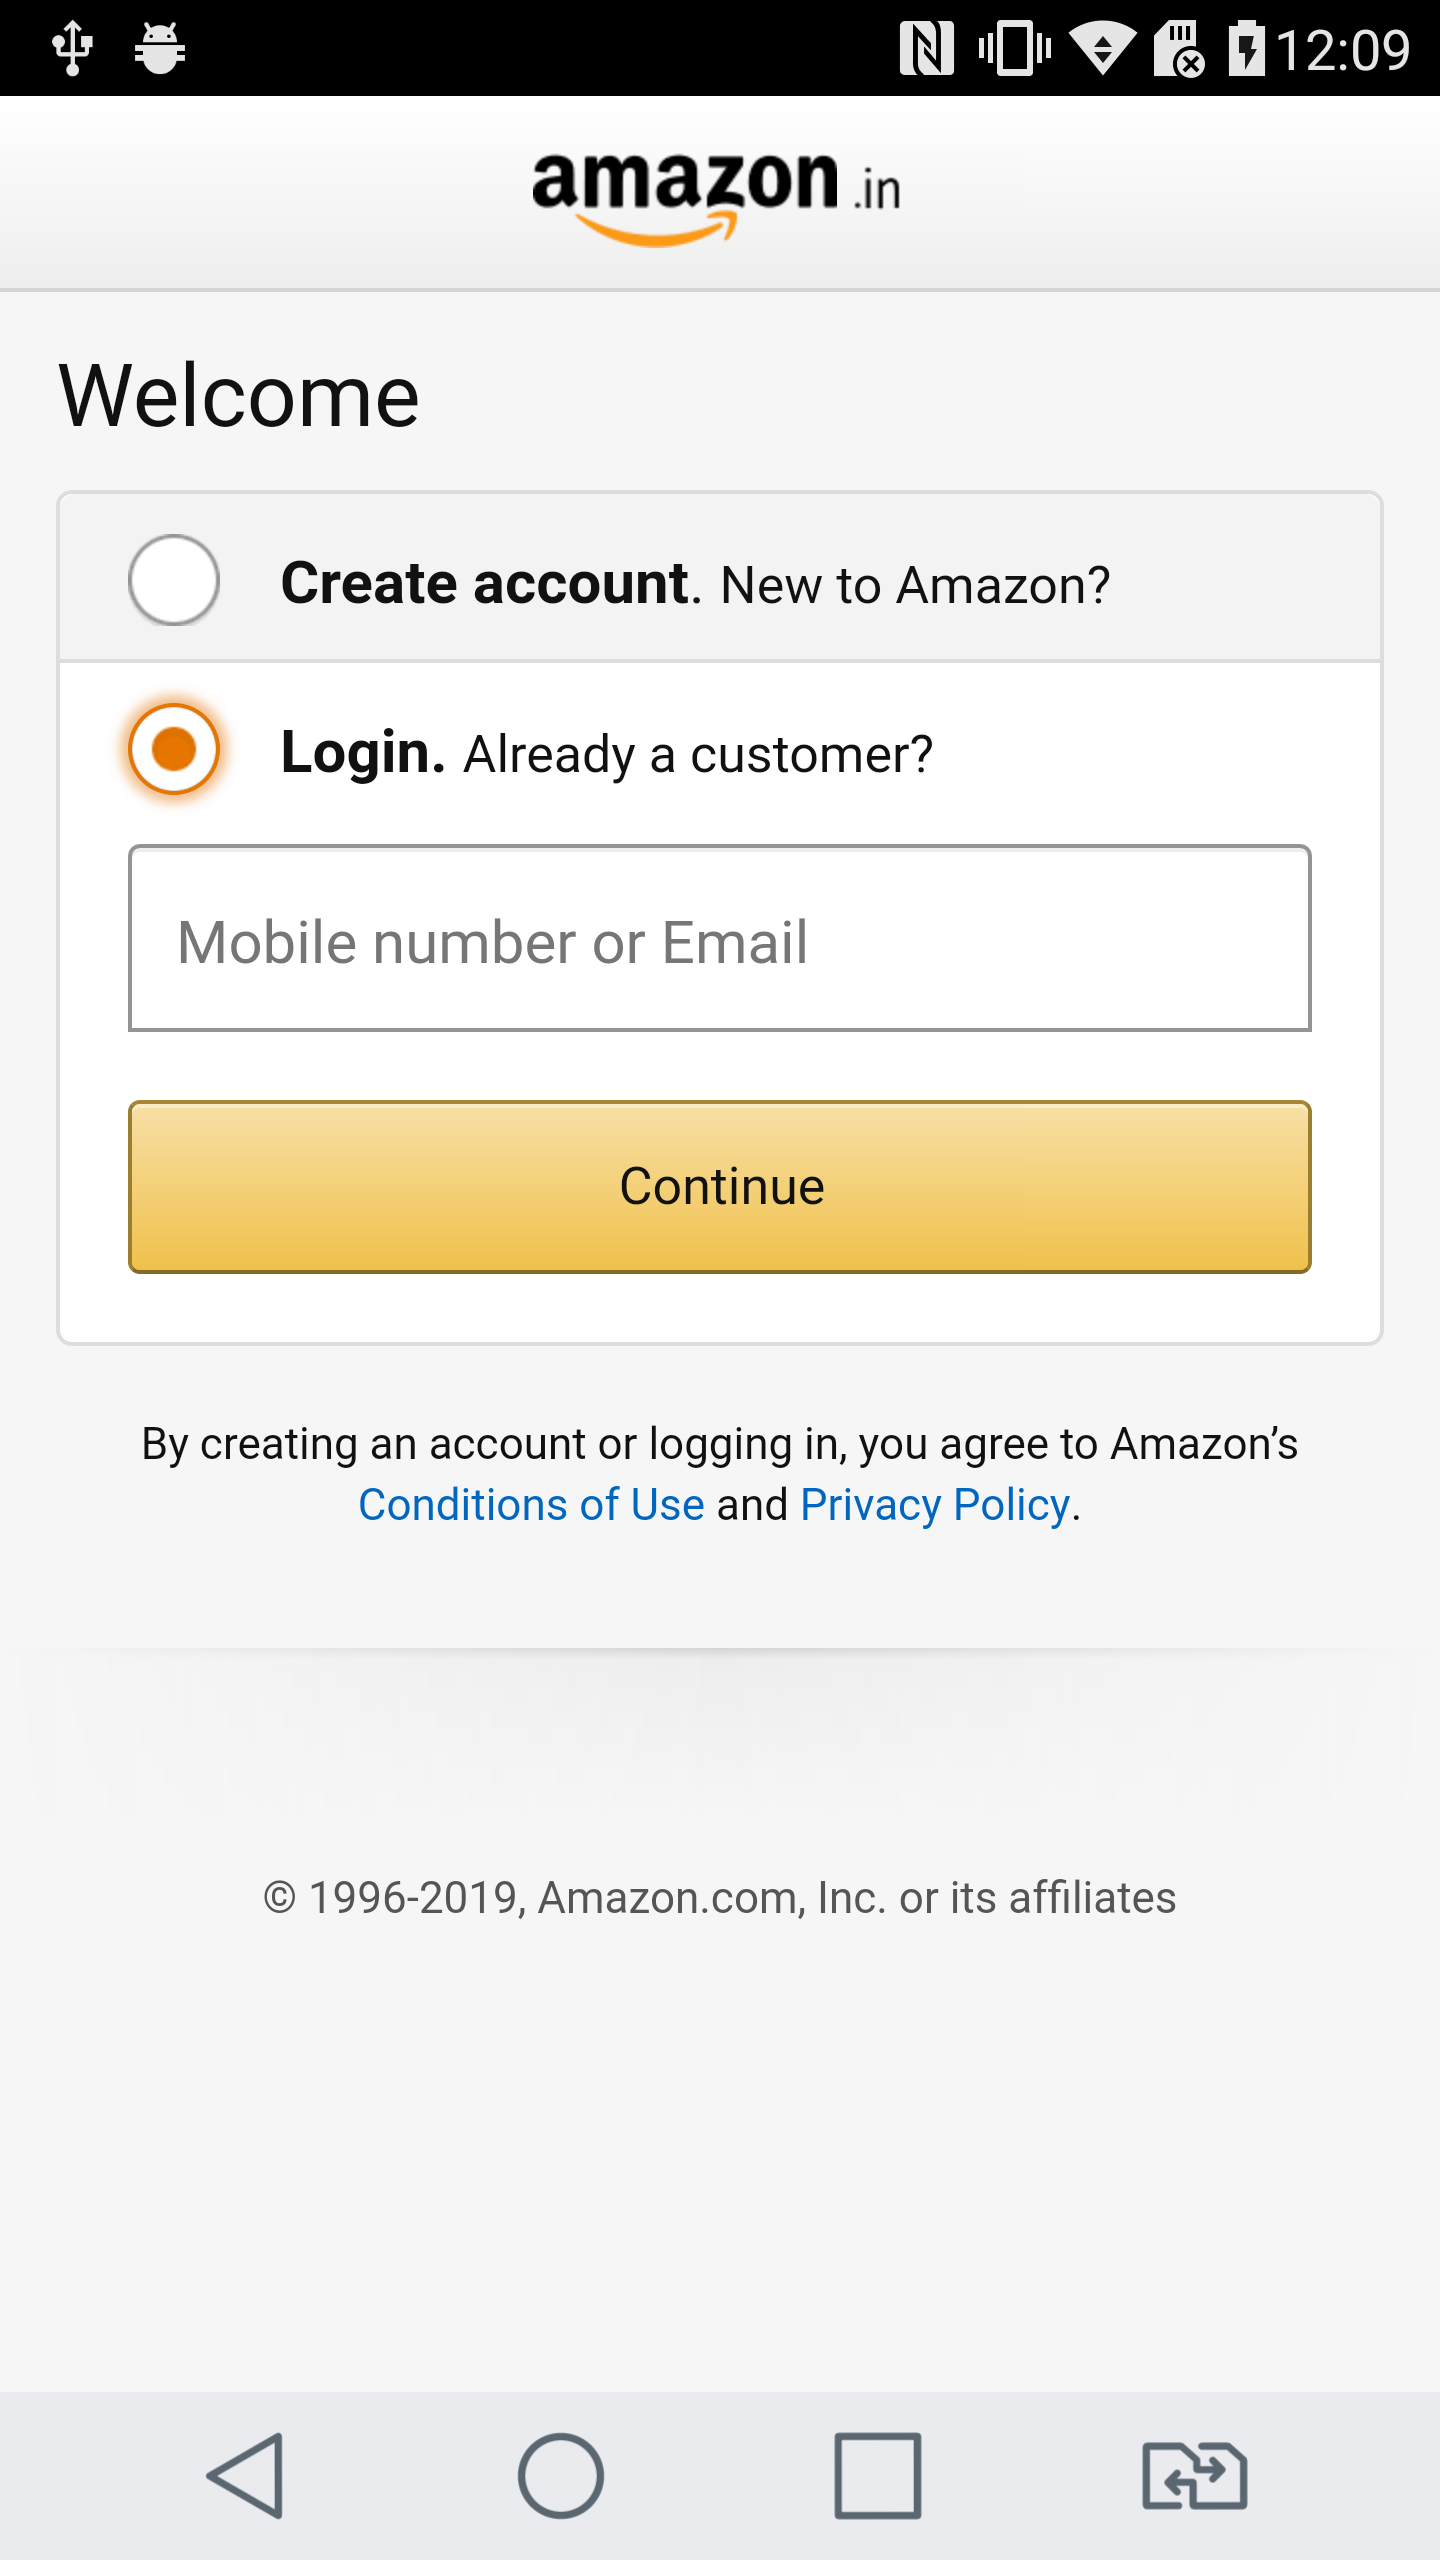 12:09
amazon.in
Welcome
Create account. New to Amazon?
Login. Already a customer?
Mobile number or Email
Continue
By creating an account or logging in, you agree to Amazon’s
Conditions of Use and Privacy Policy.
© 1996-2019, Amazon.com, Inc. or its affiliates